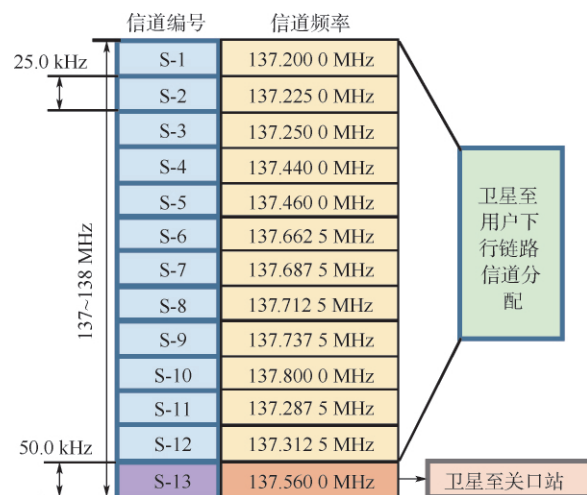 信道编号 信道频率
25.0 kHz
S-1 137.200 0 MHz
S-2 137.225 0 MHz
S-3 137.250 0 MHz
S-4 137.440 0 MHz
S-5 137.460 0 MHz
S-6 137.662 5 MHz
S-7 137.687 5 MHz
S-8 137.712 5 MHz
S-9 137.737 5 MHz
S-10 137.800 0 MHz
S-11 137.287 5 MHz
S-12 137.312 5 MHz
S-13 137.560 0 MHz
137~138 MHz
50.0 kHz
卫星至
用户下
行链路
信道分
配
卫星至关口站